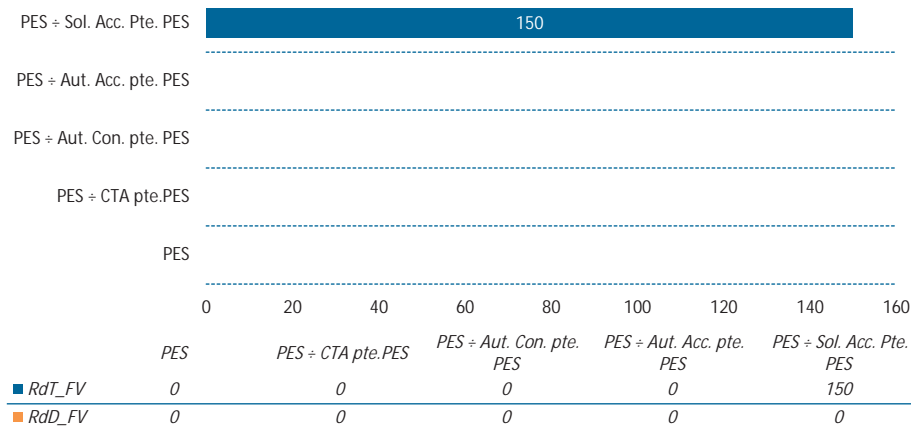 PES ÷ Sol. Acc. Pte. PES
150
PES ÷ Aut. Acc. pte. PES
PES ÷ Aut. Con. pte. PES
PES ÷ CTA pte.PES
PES
0 20 40 60 80 100 120 140 160
PES PES ÷ CTA pte.PES PES ÷ Aut. Con. pte. PES PES ÷ Aut. Acc. pte. PES PES ÷ Sol. Acc. Pte. PES
RdT_FV 0 0 0 0 150
RdD_FV 0 0 0 0 0